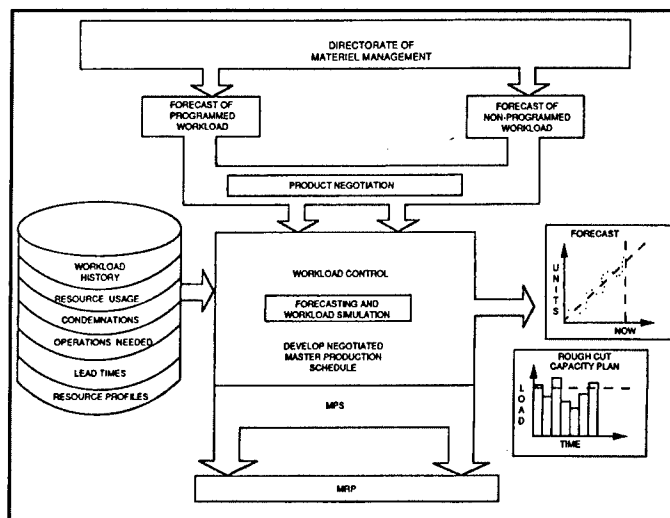 DIRECTORATE OF
MATERIEL MANAGEMENT
FORECAST OF
PROGRAMMED
WORKLOAD
FORECAST OF
NON-PROGRAMMED
WORKLOAD
PRODUCT NEGOTIATION
WORKLOAD
HISTORY
RESOURCE USAGE
CONDEMNATIONS
OPERATIONS NEEDED
LEAD TIMES
RESOURCE PROFILES
WORKLOAD CONTROL
FORECASTING AND
WORKLOAD SIMULATION
DEVELOP NEGOTIATED
MASTER PRODUCTION
SCHEDULE
MPS
MRP
FORECAST
UNITS
NOW
ROUGH CUT
CAPACITY PLAN
LOAD
TIME